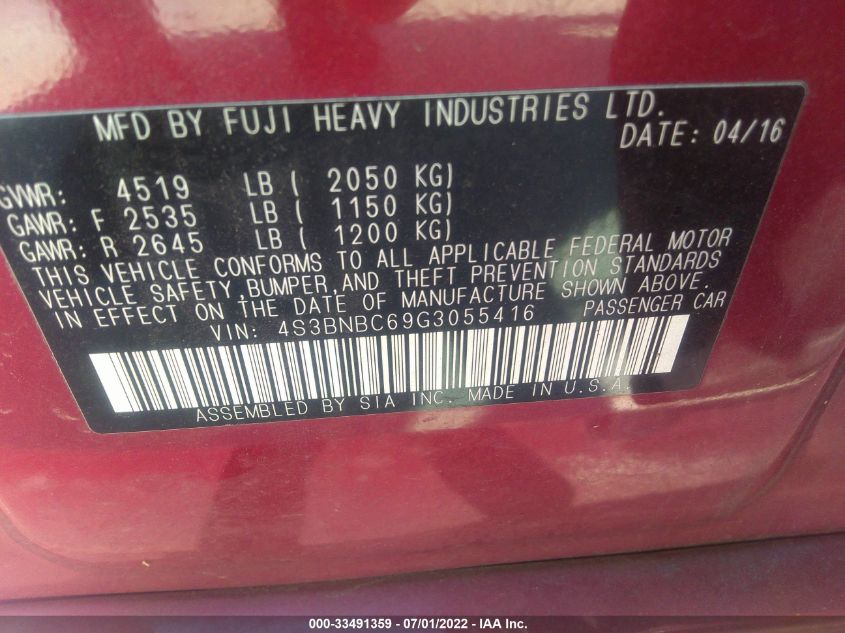 MFD BY FUJI HEAVY INDUSTRIES LTD.
DATE: 04/16
GVWR: 4519 LB ( 2050 KG)
GAWR: F 2535 LB ( 1150 KG)
GAWR: R 2645 LB ( 1200 KG)
THIS VEHICLE CONFORMS TO ALL APPLICABLE FEDERAL MOTOR
VEHICLE SAFETY,BUMPER,AND THEFT PREVENTION STANDARDS
IN EFFECT ON THE DATE OF MANUFACTURE SHOWN ABOVE.
VIN: 4S3BNBC69G3055416 PASSENGER CAR
ASSEMBLED BY SIA INC. MADE IN U.S.A.
000-33491359 - 07/01/2022 - IAA Inc.